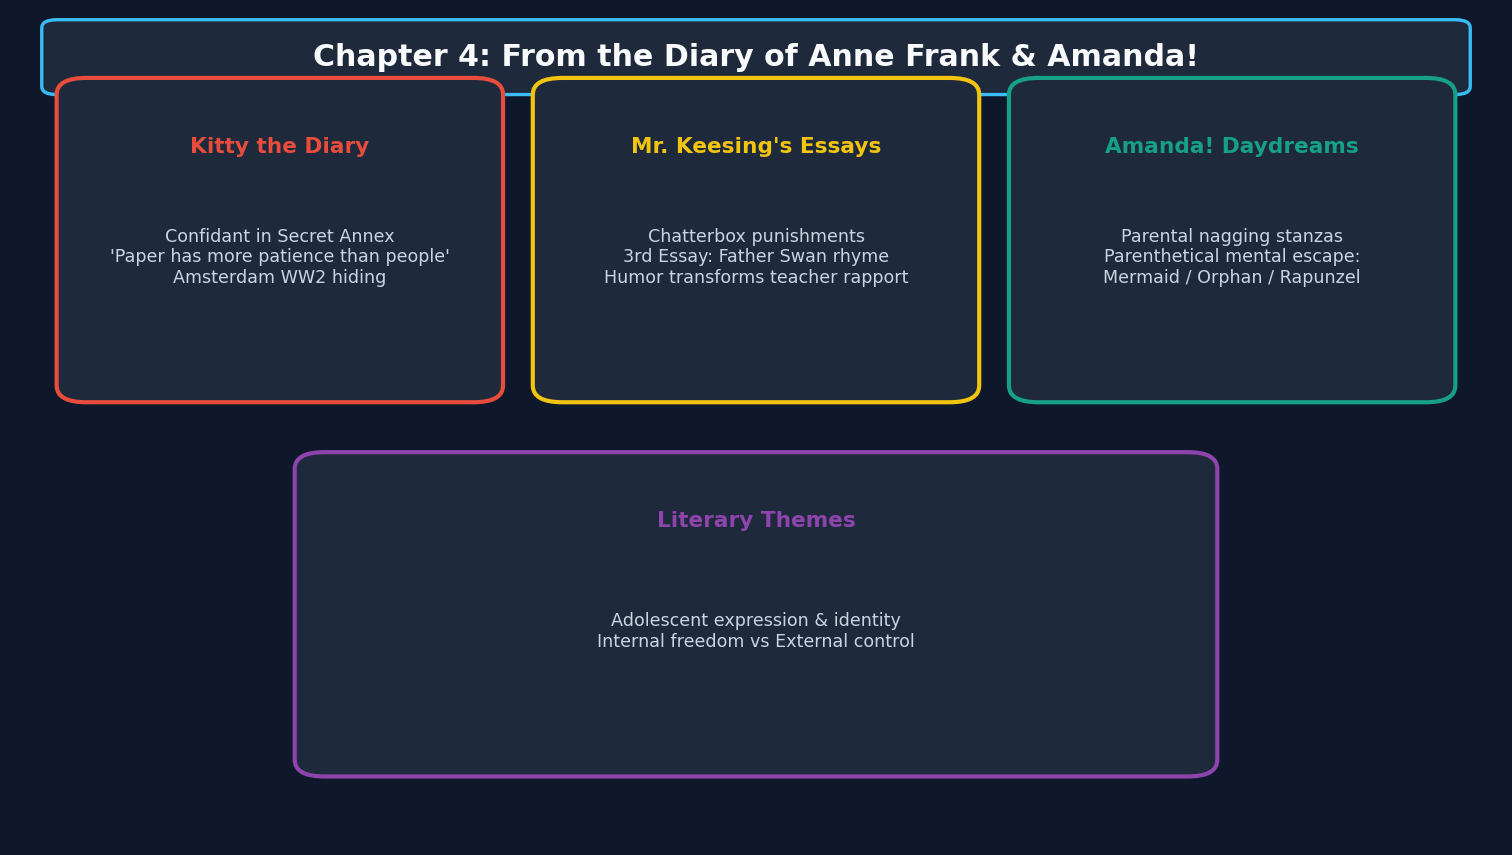 Chapter 4: From the Diary of Anne Frank & Amanda!
Kitty the Diary
Confidant in Secret Annex
'Paper has more patience than people'
Amsterdam WW2 hiding
Mr. Keesing's Essays
Chatterbox punishments
3rd Essay: Father Swan rhyme
Humor transforms teacher rapport
Amanda! Daydreams
Parental nagging stanzas
Parenthetical mental escape:
Mermaid / Orphan / Rapunzel
Literary Themes
Adolescent expression & identity
Internal freedom vs External control